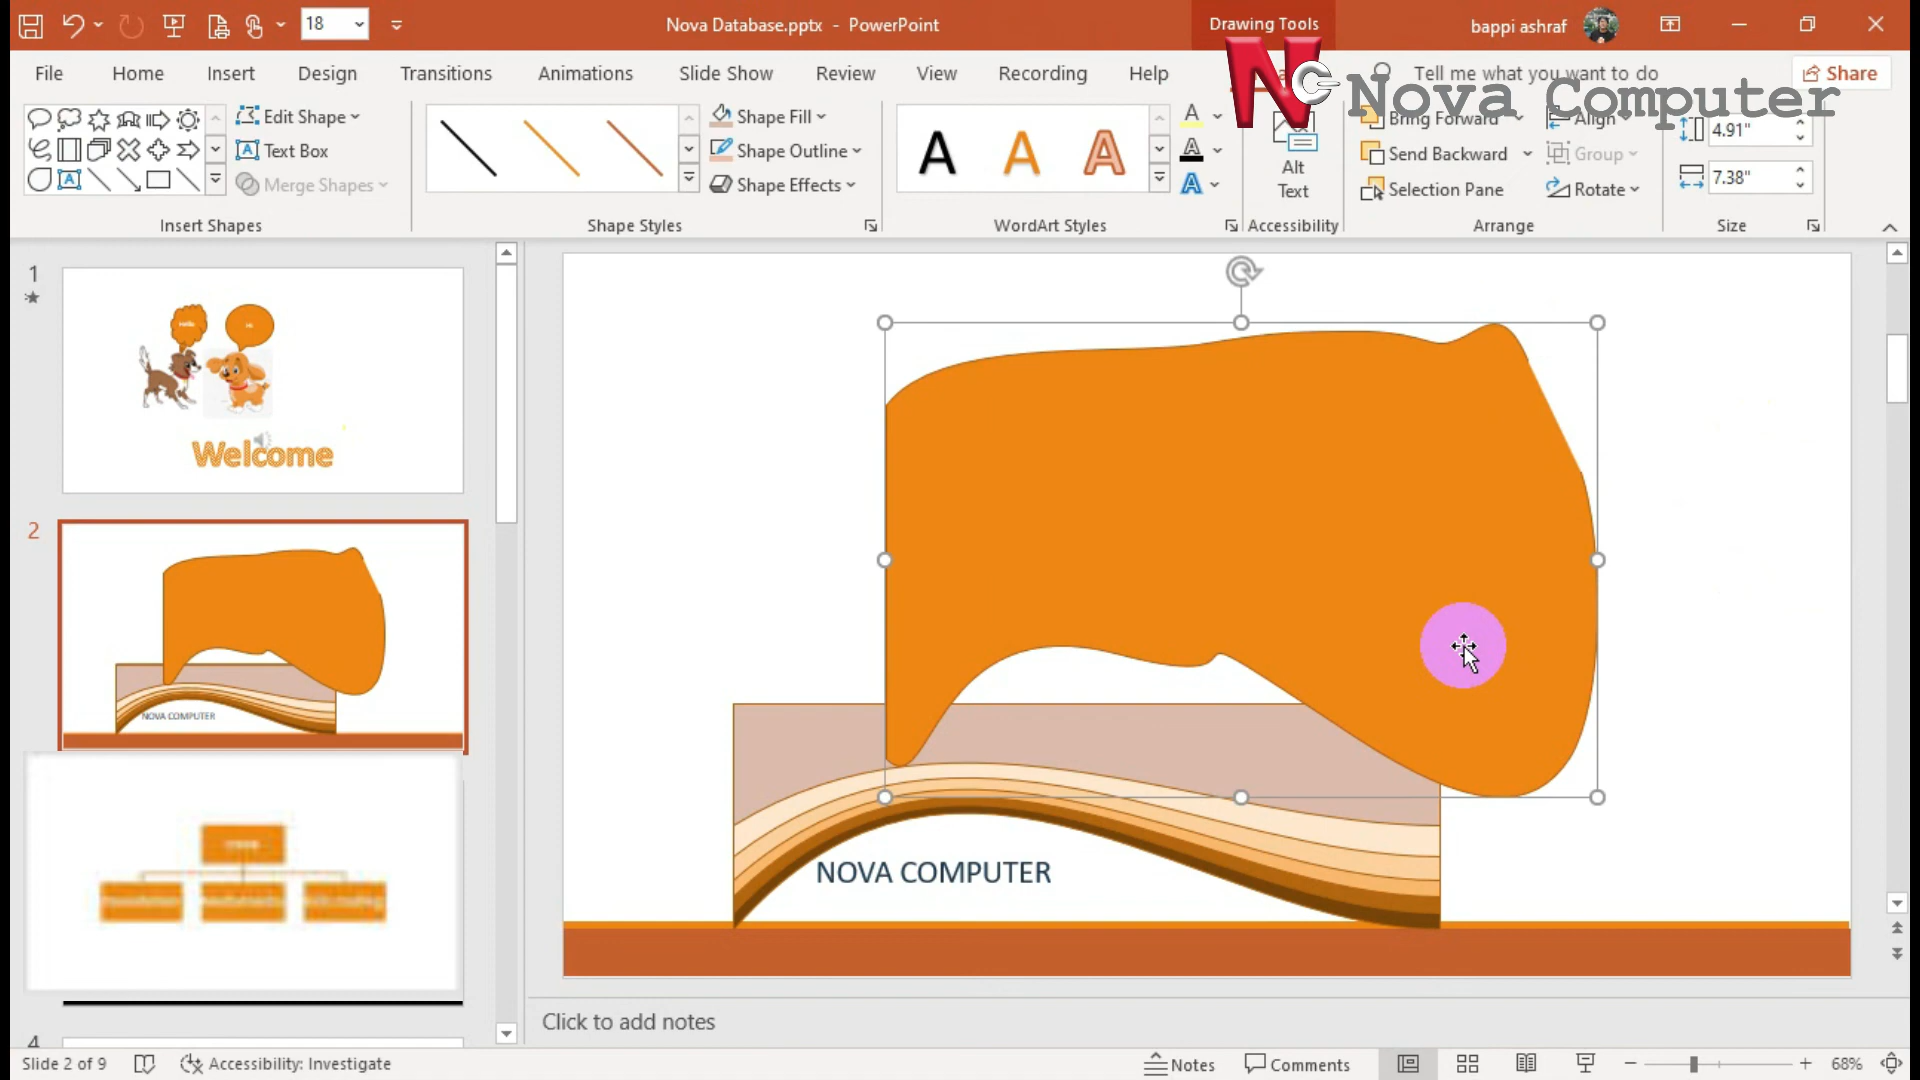 18
Nova Database.pptx - PowerPoint
Drawing Tools
bappi ashraf
File Home Insert Design Transitions Animations Slide Show Review View Recording Help
Tell me what you want to do
Share
Nova Computer
Edit Shape
Text Box
Merge Shapes
Insert Shapes
Shape Fill
Shape Outline
Shape Effects
Shape Styles
A A A
WordArt Styles
Alt
Text
Accessibility
Bring Forward
Send Backward
Selection Pane
Align
Group
Rotate
Arrange
4.91"
7.38"
Size
1
Welcome
2
NOVA COMPUTER
4
NOVA COMPUTER
Click to add notes
Slide 2 of 9
Accessibility: Investigate
Notes
Comments
68%